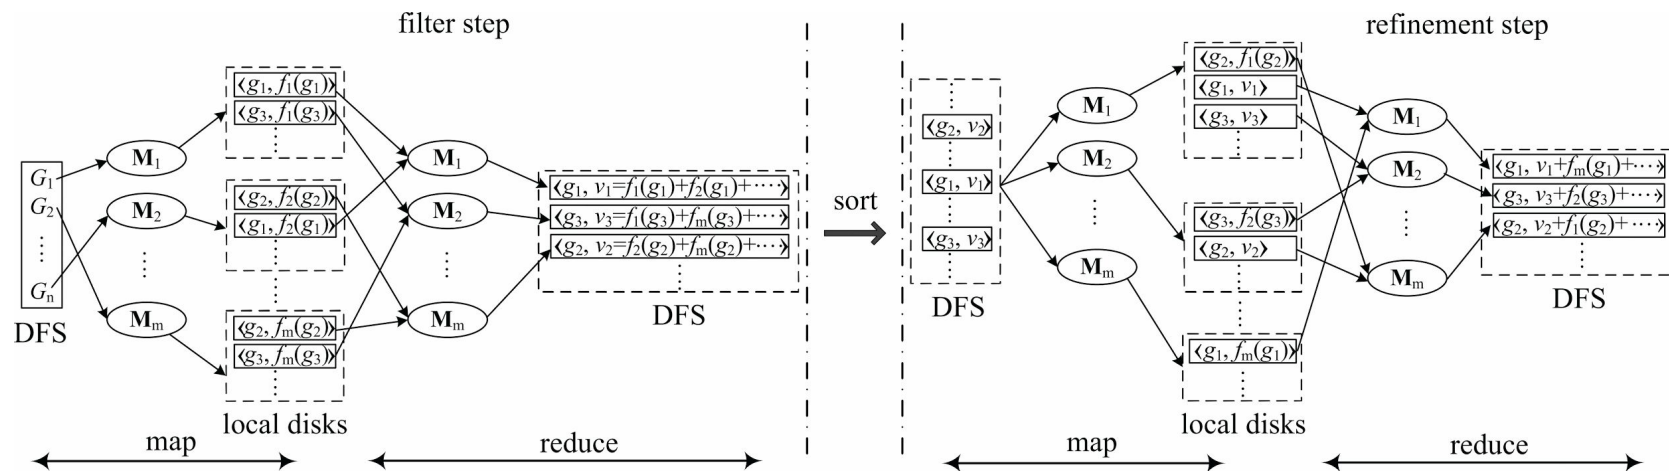 filter step
G1
G2
Gn
DFS
M1
M2
Mm
‹g1, f1(g1)›
‹g3, f1(g3)›
‹g2, f2(g2)›
‹g1, f2(g1)›
‹g2, fm(g2)›
‹g3, fm(g3)›
local disks
M1
M2
Mm
‹g1, v1=f1(g1)+f2(g1)+····›
‹g3, v3=f1(g3)+fm(g3)+····›
‹g2, v2=f2(g2)+fm(g2)+····›
DFS
map
reduce
sort
refinement step
‹g2, v2›
‹g1, v1›
‹g3, v3›
DFS
M1
M2
Mm
‹g2, f1(g2)›
‹g1, v1›
‹g3, v3›
‹g3, f2(g3)›
‹g2, v2›
‹g1, fm(g1)›
local disks
M1
M2
Mm
‹g1, v1+fm(g1)+····›
‹g3, v3+f2(g3)+····›
‹g2, v2+f1(g2)+····›
DFS
map
reduce